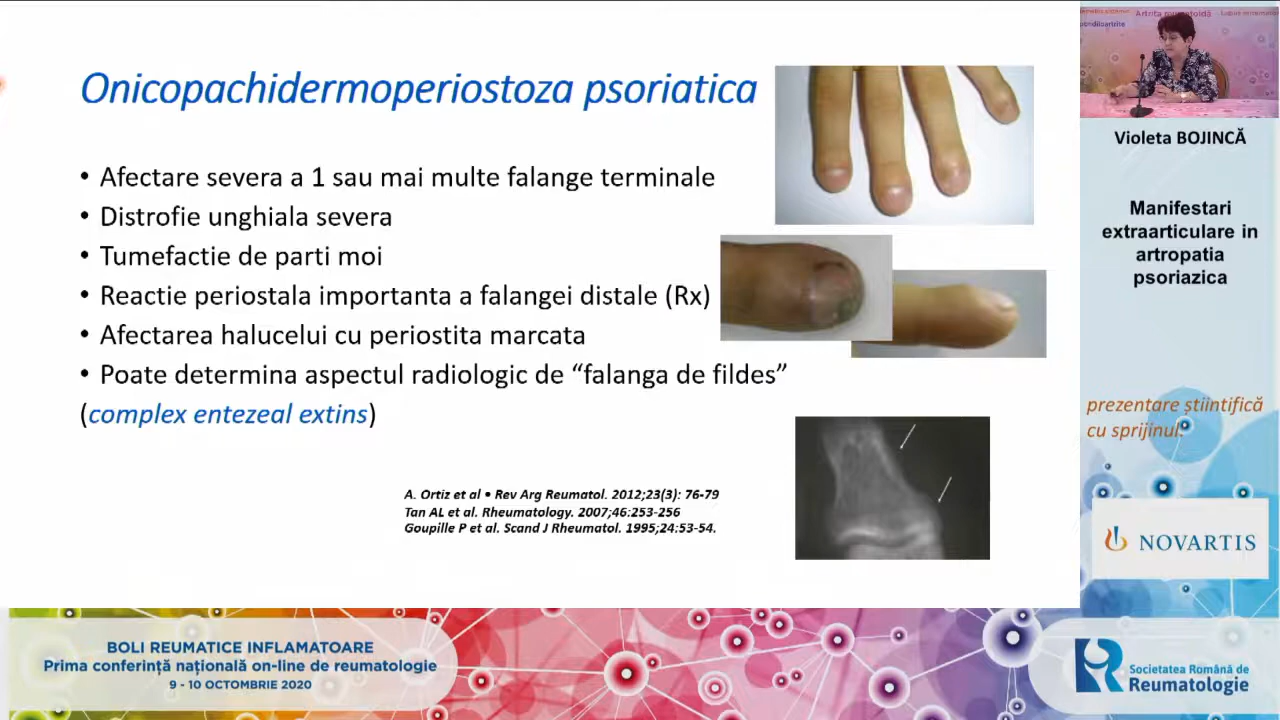 Onicopachidermoperiostoza psoriatica
• Afectare severa a 1 sau mai multe falange terminale
• Distrofie unghiala severa
• Tumefactie de parti moi
• Reactie periostala importanta a falangei distale (Rx)
• Afectarea halucelui cu periostita marcata
• Poate determina aspectul radiologic de “falanga de fildes”
(complex entezeal extins)
A. Ortiz et al • Rev Arg Reumatol. 2012;23(3): 76-79
Tan AL et al. Rheumatology. 2007;46:253-256
Goupille P et al. Scand J Rheumatol. 1995;24:53-54.
Artrita reumatoidă
Violeta BOJINCĂ
Manifestari
extraarticulare in
artropatia
psoriazica
prezentare științifică
cu sprijinul:
NOVARTIS
BOLI REUMATICE INFLAMATOARE
Prima conferință națională on-line de reumatologie
9 - 10 OCTOMBRIE 2020
Societatea Română de
Reumatologie